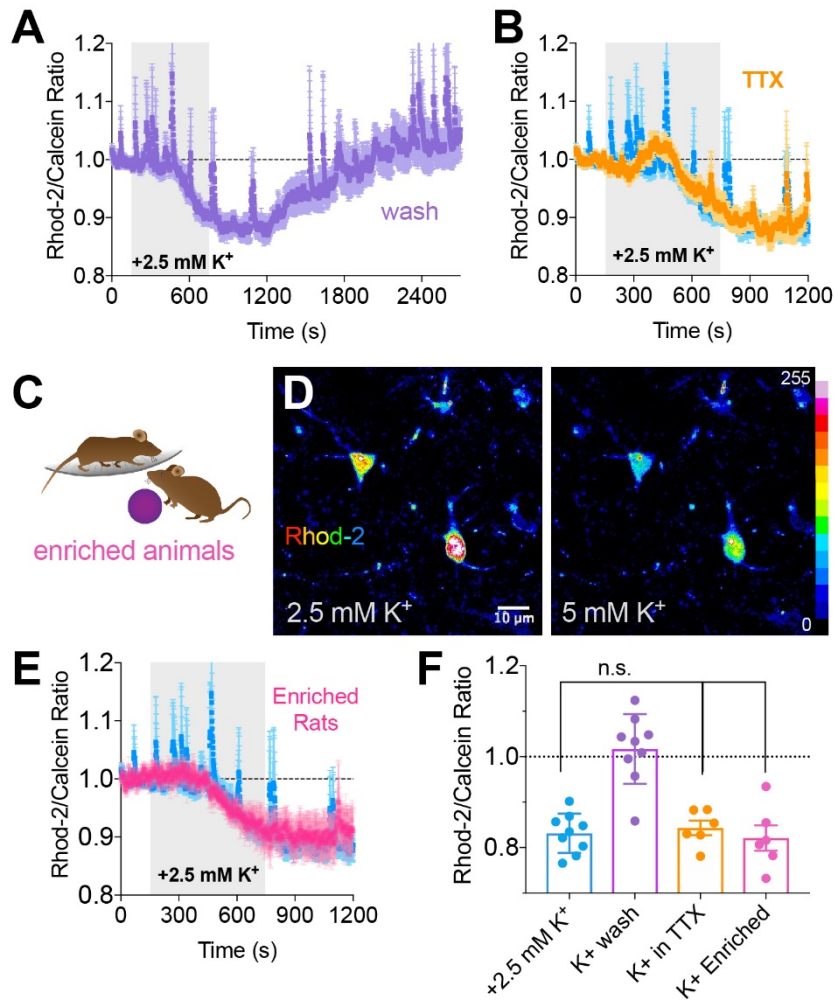 A
Rhod-2/Calcein Ratio
1.2
1.1
1.0
0.9
0.8
wash
+2.5 mM K⁺
0 600 1200 1800 2400
Time (s)
B
Rhod-2/Calcein Ratio
1.2
1.1
1.0
0.9
0.8
TTX
+2.5 mM K⁺
0 300 600 900 1200
Time (s)
C
enriched animals
D
Rhod-2
2.5 mM K⁺
10 µm
5 mM K⁺
255
0
E
Rhod-2/Calcein Ratio
1.2
1.1
1.0
0.9
0.8
Enriched
Rats
+2.5 mM K⁺
0 300 600 900 1200
Time (s)
F
Rhod-2/Calcein Ratio
1.2
1.0
0.8
n.s.
+2.5 mM K⁺
K+ wash
K+ in TTX
K+ Enriched